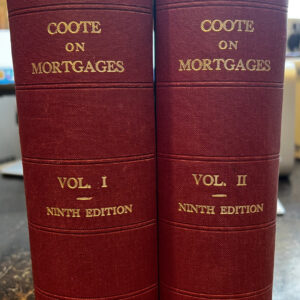 COOTE
ON
MORTGAGES
VOL. I
NINTH EDITION
COOTE
ON
MORTGAGES
VOL. II
NINTH EDITION